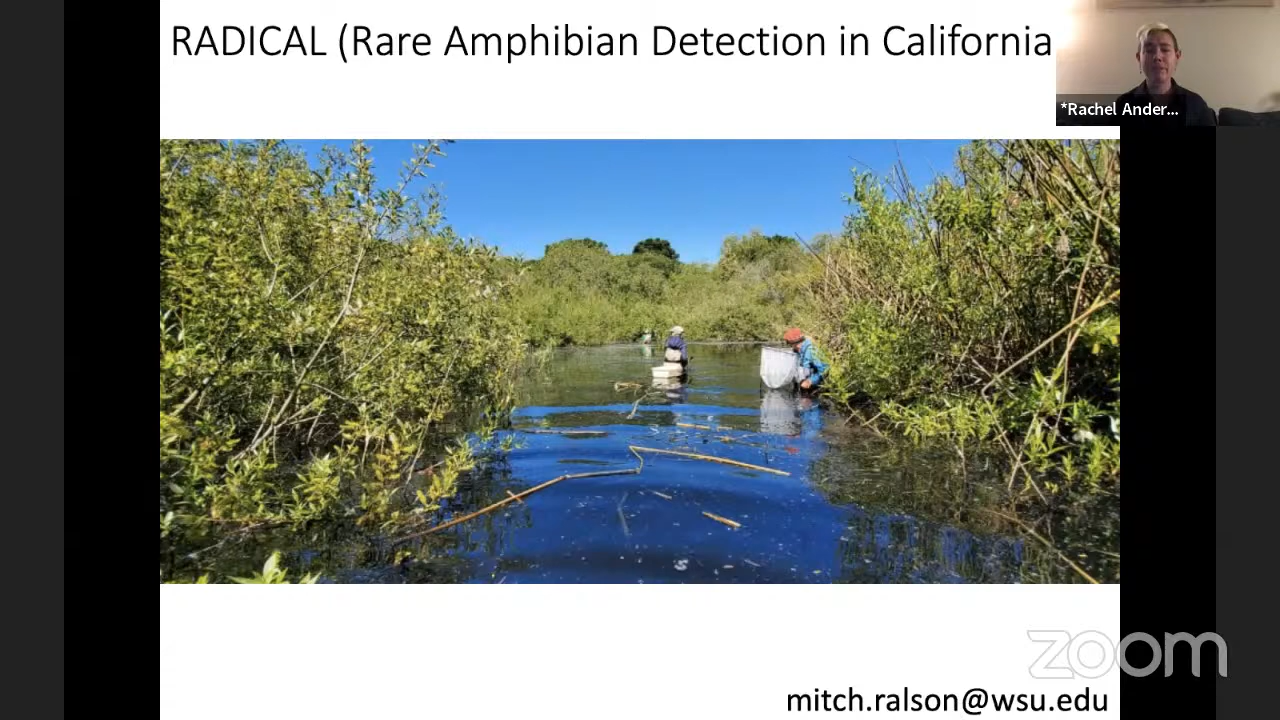 RADICAL (Rare Amphibian Detection in California
*Rachel Ander...
zoom
mitch.ralson@wsu.edu